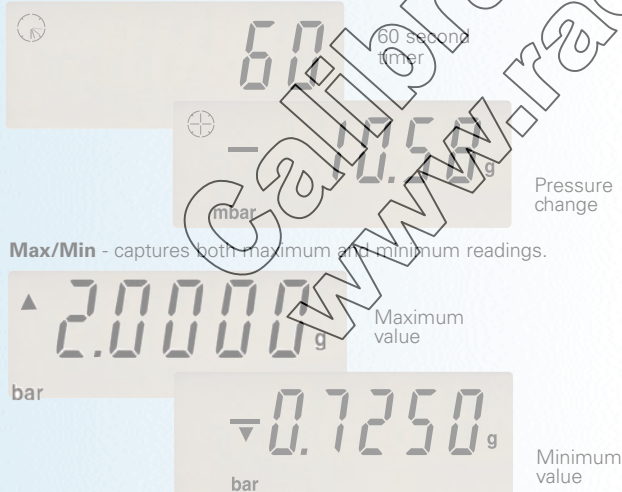 60
60 second
timer
- 10.58 g
mbar
Pressure
change
Max/Min - captures both maximum and minimum readings.
2.0000 g
bar
Maximum
value
-0.7250 g
bar
Minimum
value